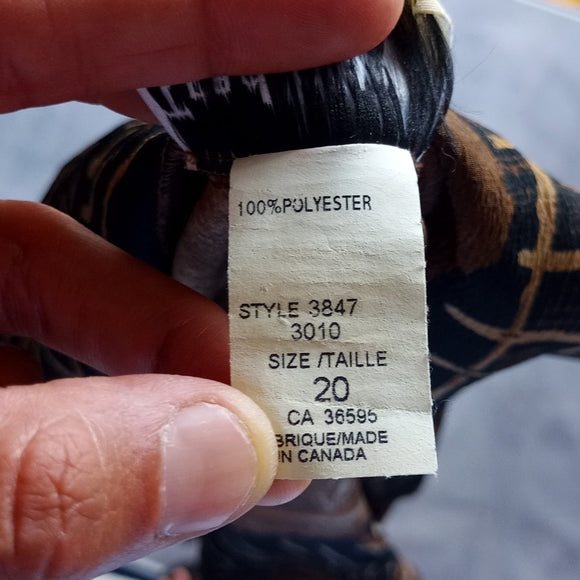 100%POLYESTER
STYLE 3847
3010
SIZE /TAILLE
20
CA 36595
BRIQUE/MADE
IN CANADA